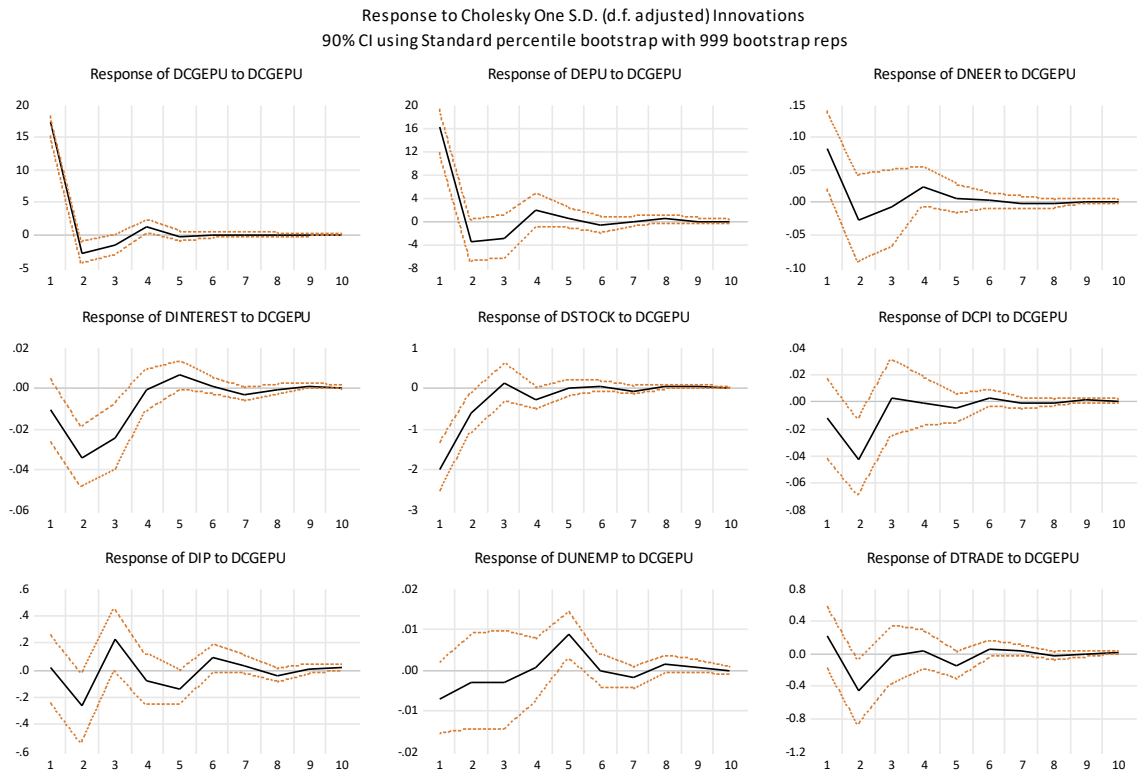 Response to Cholesky One S.D. (d.f. adjusted) Innovations
90% CI using Standard percentile bootstrap with 999 bootstrap reps
Response of DCGEPU to DCGEPU
20
15
10
5
0
-5
1 2 3 4 5 6 7 8 9 10
Response of DEPU to DCGEPU
20
16
12
8
4
0
-4
-8
1 2 3 4 5 6 7 8 9 10
Response of DNEER to DCGEPU
.15
.10
.05
.00
-.05
-.10
1 2 3 4 5 6 7 8 9 10
Response of DINTEREST to DCGEPU
.02
.00
-.02
-.04
-.06
1 2 3 4 5 6 7 8 9 10
Response of DSTOCK to DCGEPU
1
0
-1
-2
-3
1 2 3 4 5 6 7 8 9 10
Response of DCPI to DCGEPU
.04
.02
.00
-.02
-.04
-.06
-.08
1 2 3 4 5 6 7 8 9 10
Response of DIP to DCGEPU
.6
.4
.2
.0
-.2
-.4
-.6
1 2 3 4 5 6 7 8 9 10
Response of DUNEMP to DCGEPU
.02
.01
.00
-.01
-.02
1 2 3 4 5 6 7 8 9 10
Response of DTRADE to DCGEPU
0.8
0.4
0.0
-0.4
-0.8
-1.2
1 2 3 4 5 6 7 8 9 10